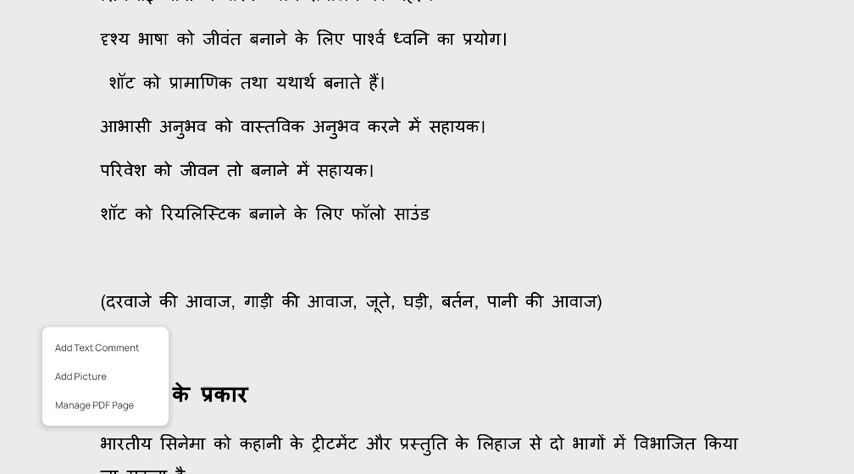 दृश्य भाषा को जीवंत बनाने के लिए पार्श्व ध्वनि का प्रयोग।
शॉट को प्रामाणिक तथा यथार्थ बनाते हैं।
आभासी अनुभव को वास्तविक अनुभव करने में सहायक।
परिवेश को जीवन तो बनाने में सहायक।
शॉट को रियलिस्टिक बनाने के लिए फॉलो साउंड
(दरवाजे की आवाज, गाड़ी की आवाज, जूते, घड़ी, बर्तन, पानी की आवाज)
Add Text Comment
Add Picture
Manage PDF Page
के प्रकार
भारतीय सिनेमा को कहानी के ट्रीटमेंट और प्रस्तुति के लिहाज से दो भागों में विभाजित किया